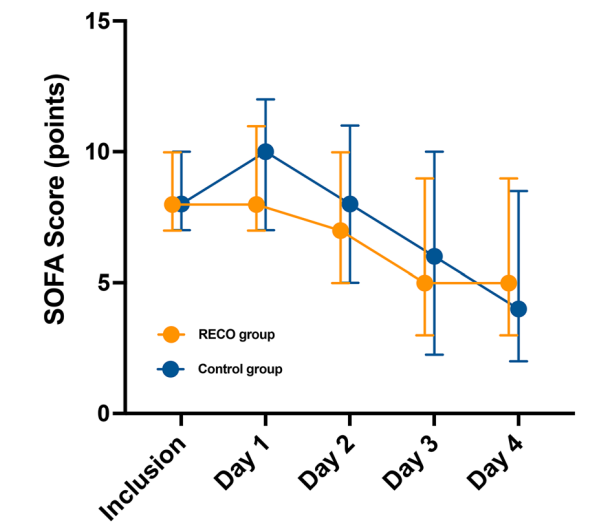 SOFA Score (points)
15
10
5
0
RECO group
Control group
Inclusion
Day 1
Day 2
Day 3
Day 4